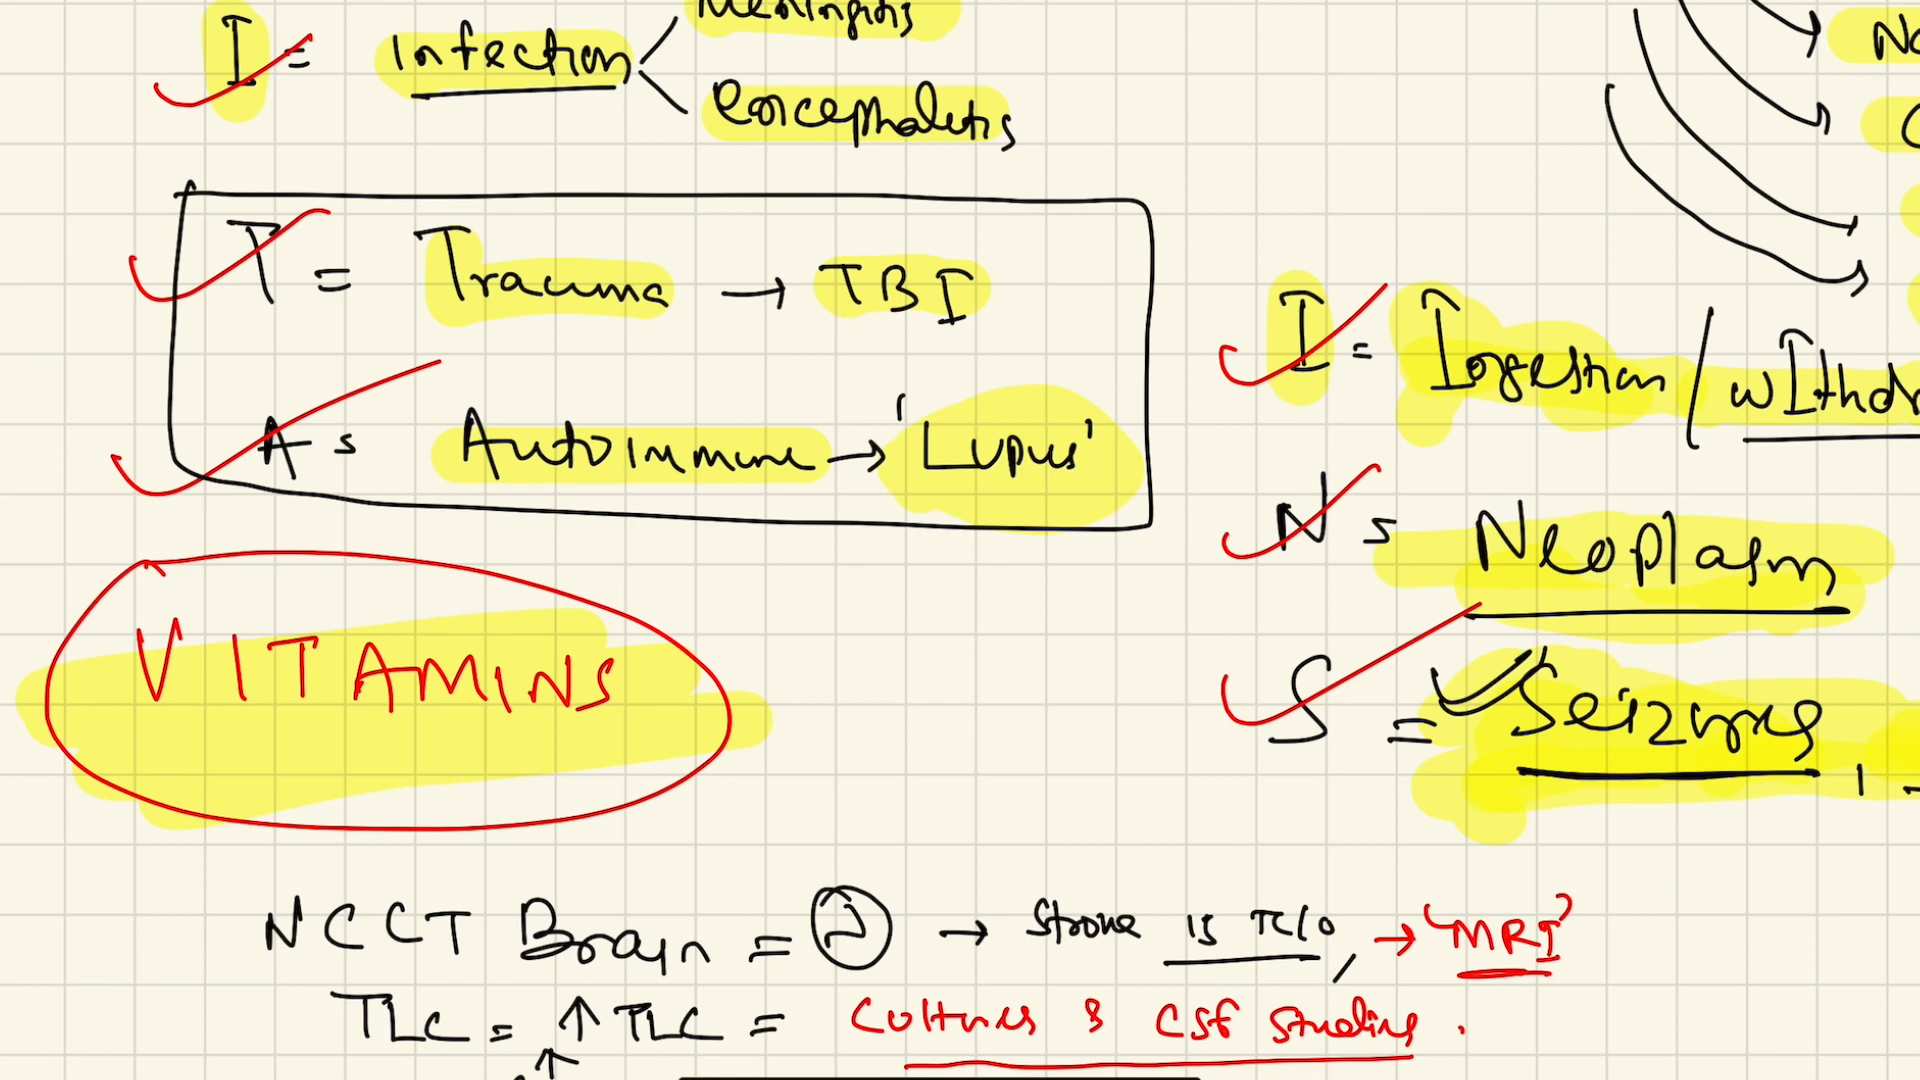 Meningitis
I = Infection
Encephalitis
T = Trauma → TBI
A = Autoimmune → 'Lupus'
VITAMINS
I = Ingestion /
N = Neoplasm
S = Seizures,
NCCT Brain = → Stroke is R/O, → 'MRI'
TLC = ↑ TLC = Cultures & CSF studies.